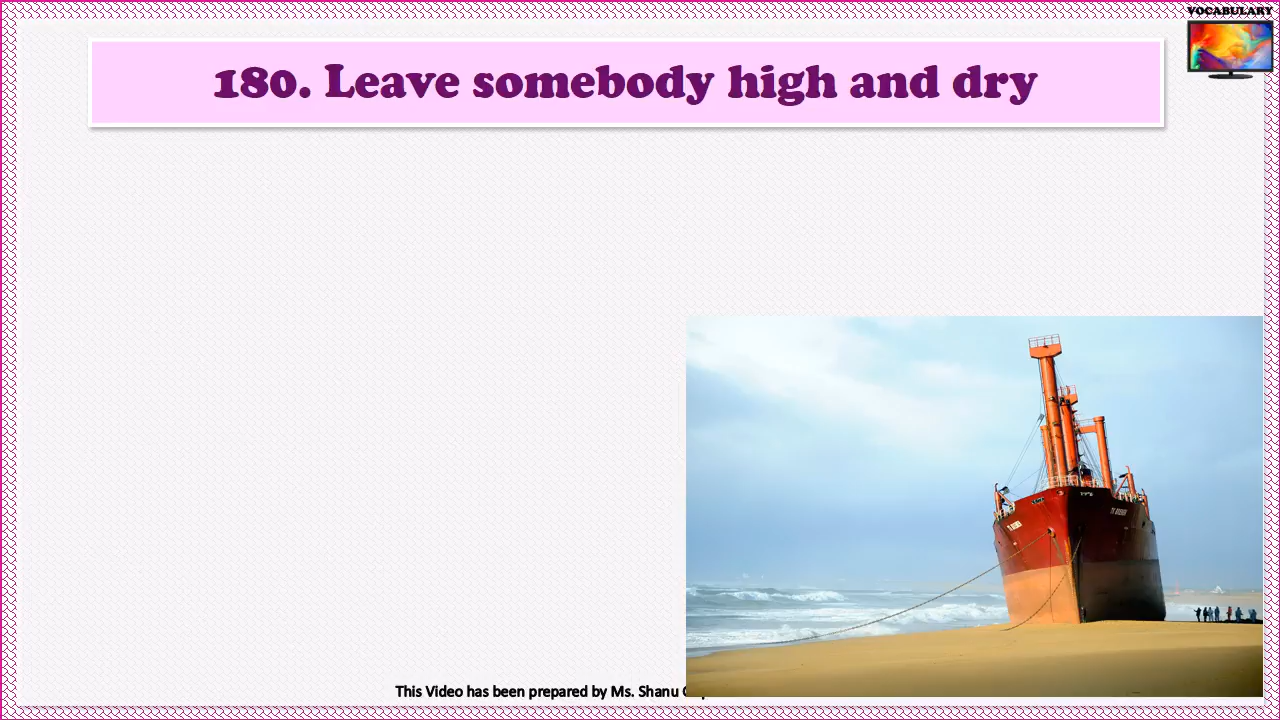 VOCABULARY
180. Leave somebody high and dry
This Video has been prepared by Ms. Shanu